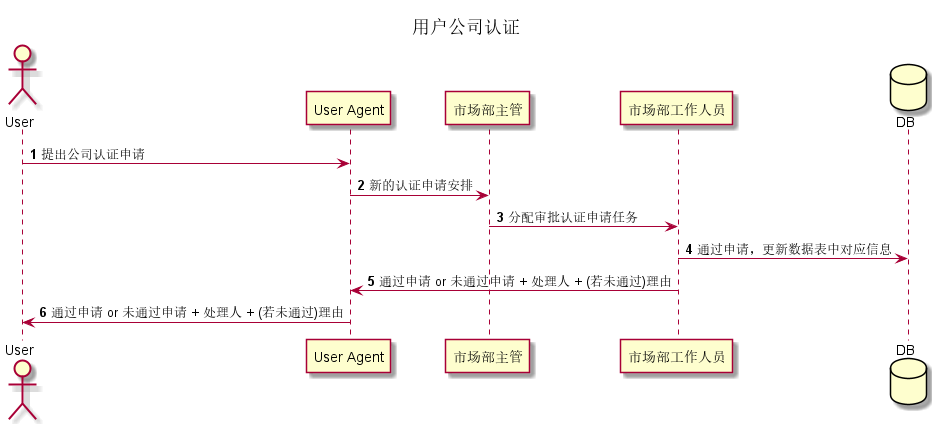 用户公司认证
User
User Agent
市场部主管
市场部工作人员
DB
1 提出公司认证申请
2 新的认证申请安排
3 分配审批认证申请任务
4 通过申请，更新数据表中对应信息
5 通过申请 or 未通过申请 + 处理人 + (若未通过)理由
6 通过申请 or 未通过申请 + 处理人 + (若未通过)理由
User
User Agent
市场部主管
市场部工作人员
DB